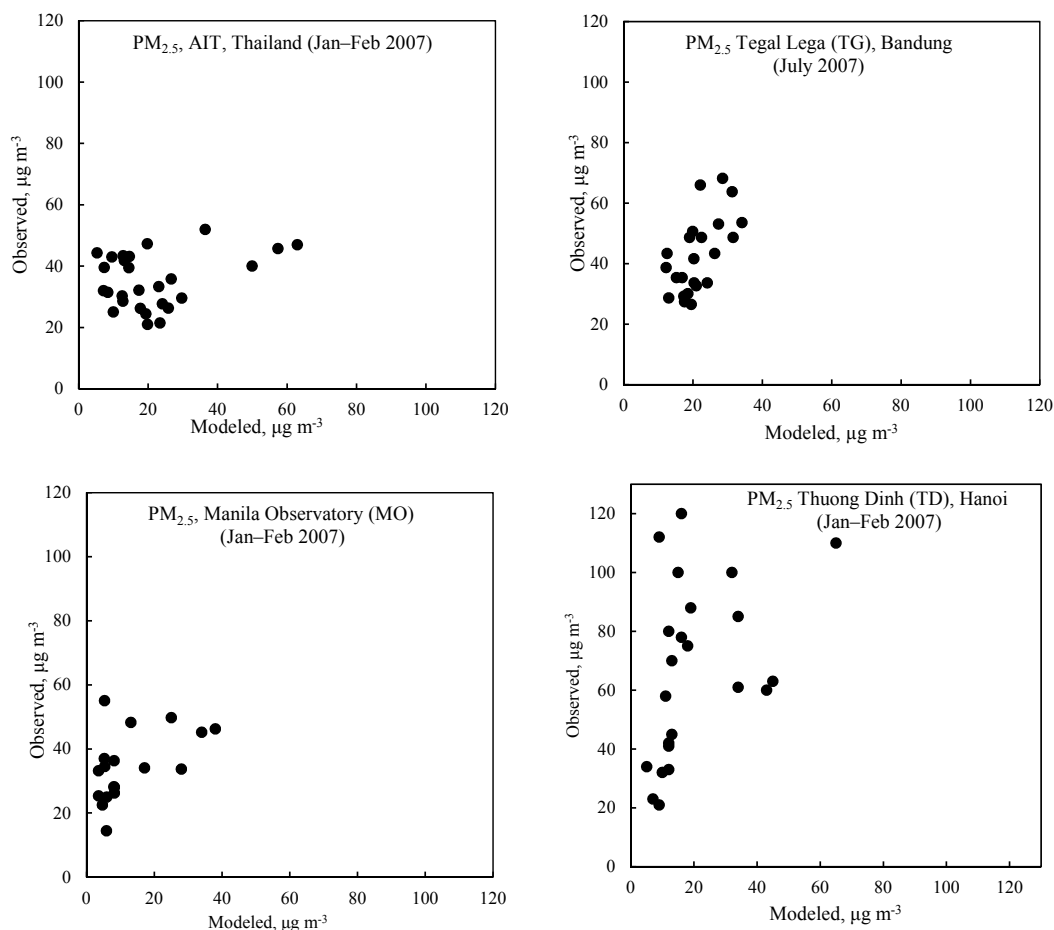 PM2.5, AIT, Thailand (Jan–Feb 2007)
120
100
80
60
40
20
0
Observed, µg m-3
0 20 40 60 80 100 120
Modeled, µg m-3
PM2.5 Tegal Lega (TG), Bandung
(July 2007)
120
100
80
60
40
20
0
Observed, µg m-3
0 20 40 60 80 100 120
Modeled, µg m-3
PM2.5, Manila Observatory (MO)
(Jan–Feb 2007)
120
100
80
60
40
20
0
Observed, µg m-3
0 20 40 60 80 100 120
Modeled, µg m-3
PM2.5 Thuong Dinh (TD), Hanoi
(Jan–Feb 2007)
120
100
80
60
40
20
0
Observed, µg m-3
0 20 40 60 80 100 120
Modeled, µg m-3